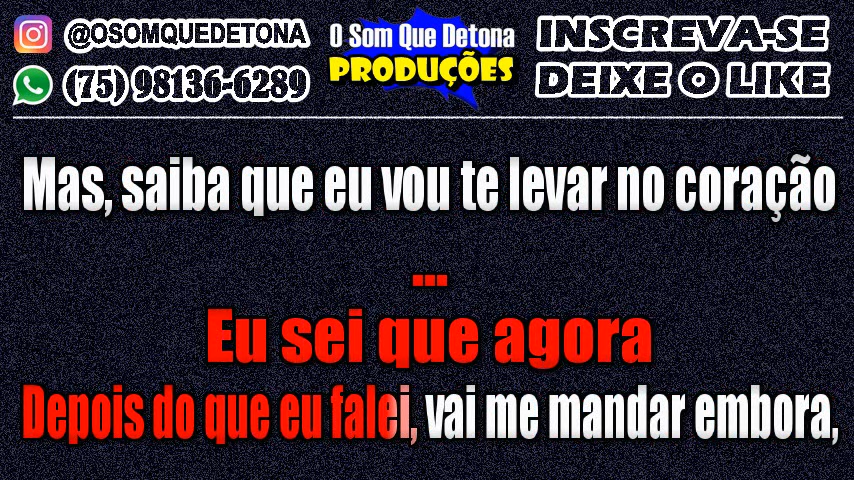 @OSOMQUEDETONA
(75) 98136-6289
O Som Que Detona
PRODUÇÕES
INSCREVA-SE
DEIXE O LIKE
Mas, saiba que eu vou te levar no coração
...
Eu sei que agora
Depois do que eu falei, vai me mandar embora,